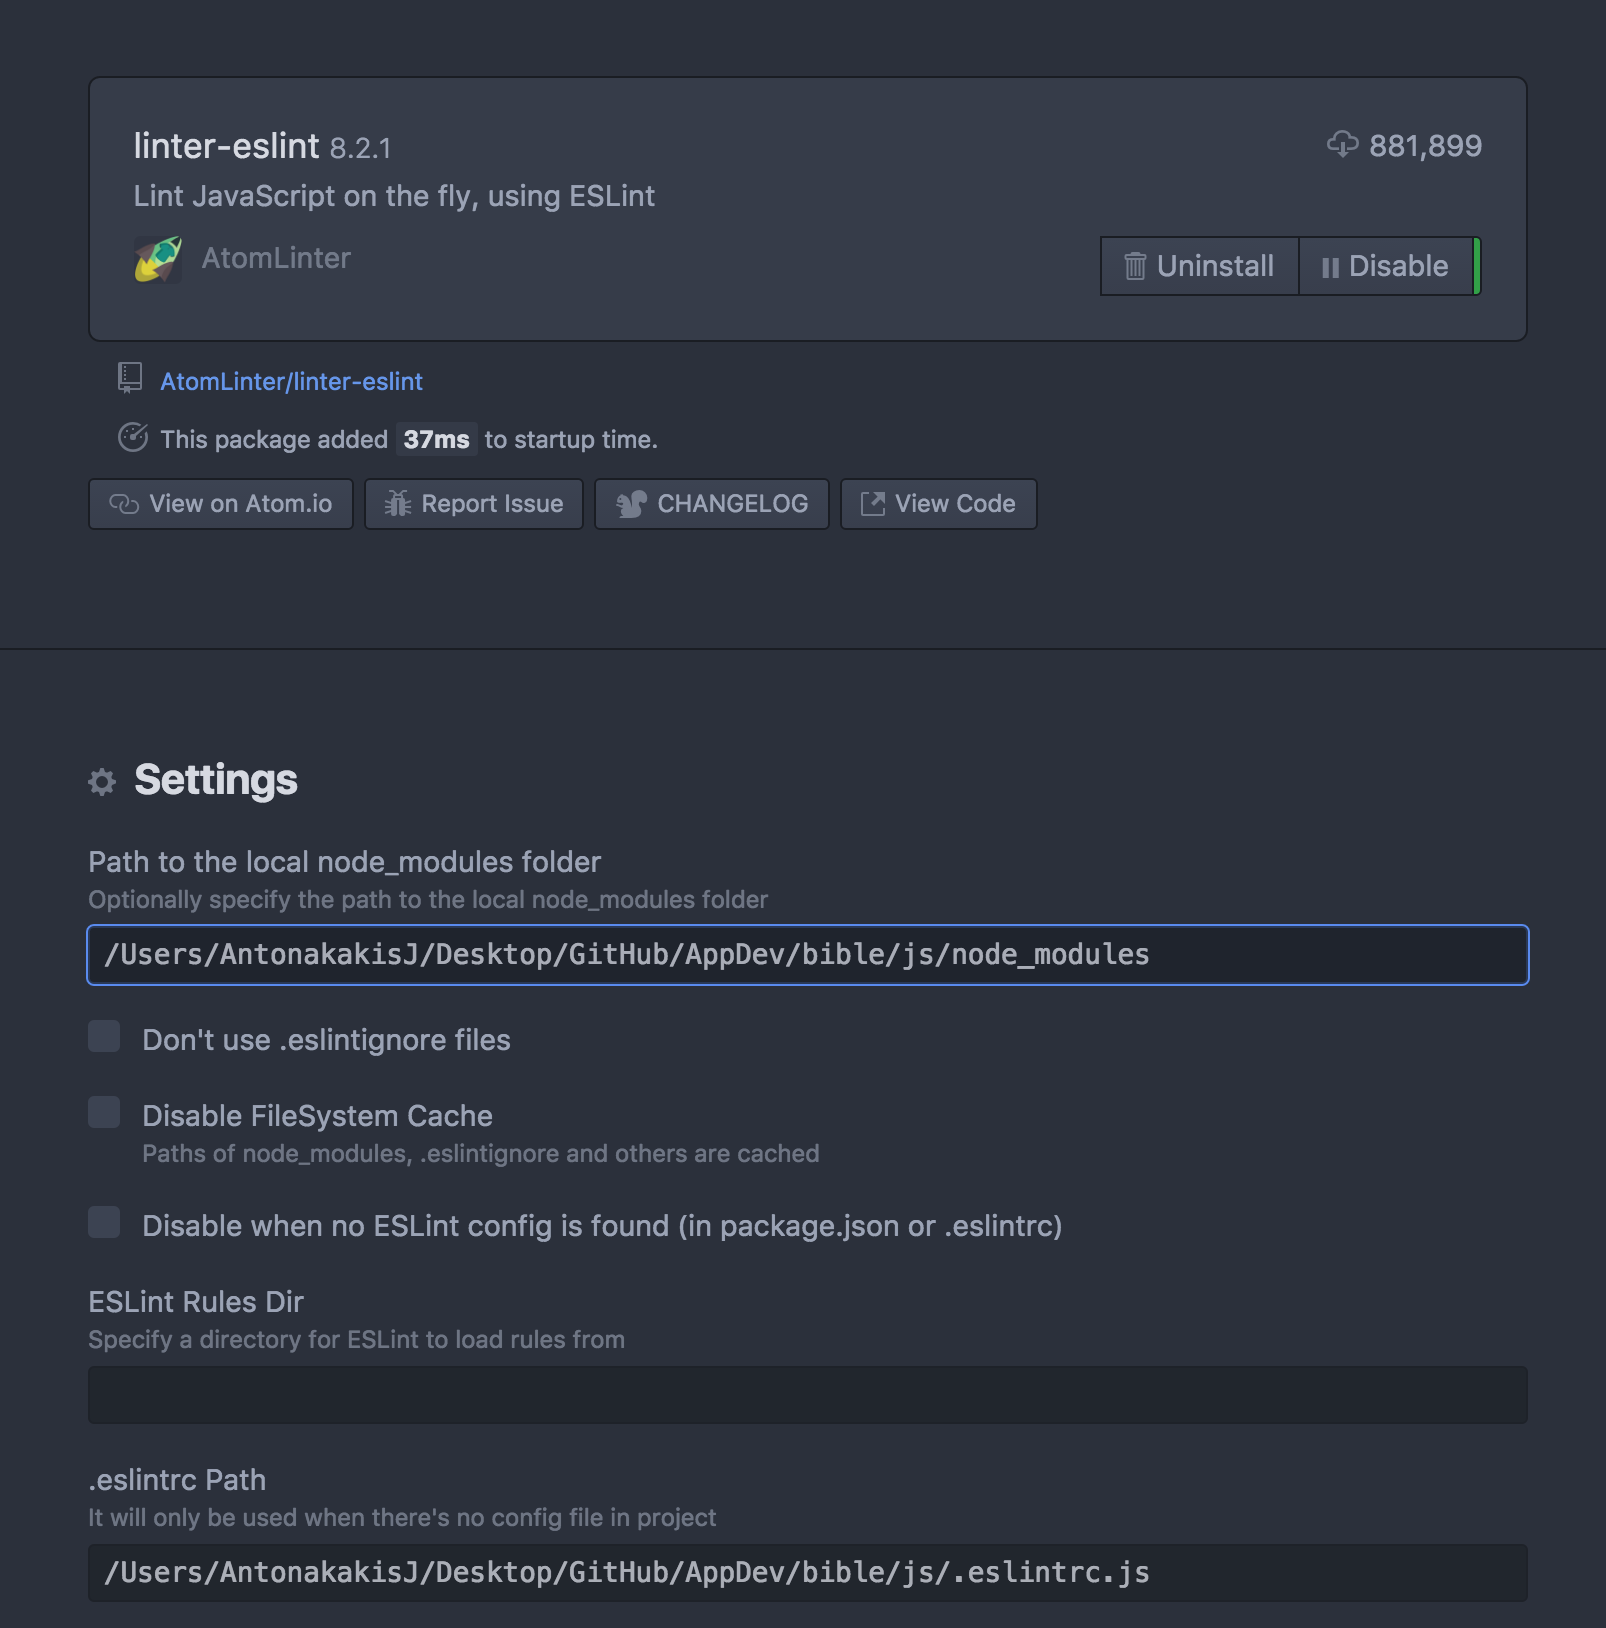 linter-eslint 8.2.1
881,899
Lint JavaScript on the fly, using ESLint
AtomLinter
Uninstall
Disable
AtomLinter/linter-eslint
This package added 37ms to startup time.
View on Atom.io
Report Issue
CHANGELOG
View Code
Settings
Path to the local node_modules folder
Optionally specify the path to the local node_modules folder
/Users/AntonakakisJ/Desktop/GitHub/AppDev/bible/js/node_modules
Don't use .eslintignore files
Disable FileSystem Cache
Paths of node_modules, .eslintignore and others are cached
Disable when no ESLint config is found (in package.json or .eslintrc)
ESLint Rules Dir
Specify a directory for ESLint to load rules from
.eslintrc Path
It will only be used when there's no config file in project
/Users/AntonakakisJ/Desktop/GitHub/AppDev/bible/js/.eslintrc.js